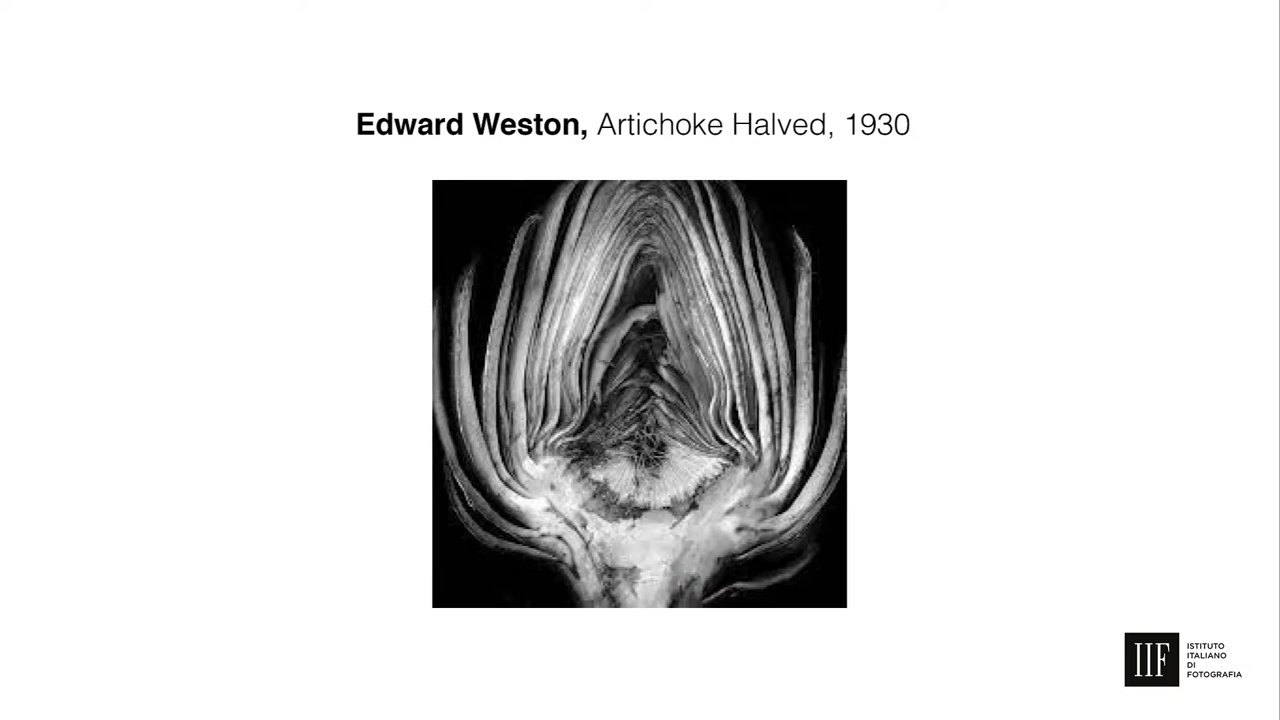 Edward Weston, Artichoke Halved, 1930
IIF
ISTITUTO
ITALIANO
DI
FOTOGRAFIA